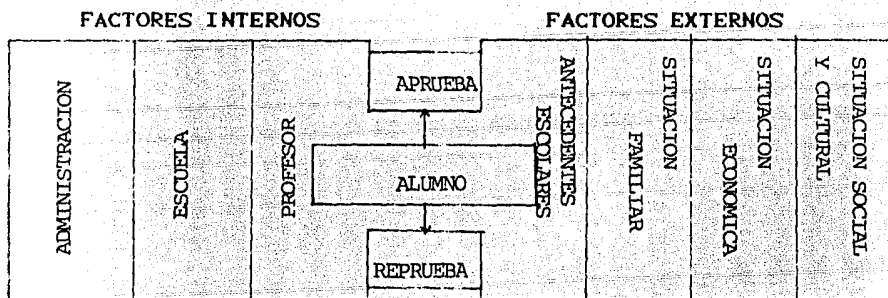 FACTORES INTERNOS
FACTORES EXTERNOS
ADMINISTRACION
ESCUELA
PROFESOR
APRUEBA
ALUMNO
REPRUEBA
ANTECEDENTES
ESCOLARES
SITUACION
FAMILIAR
SITUACION
ECONOMICA
SITUACION SOCIAL
Y CULTURAL